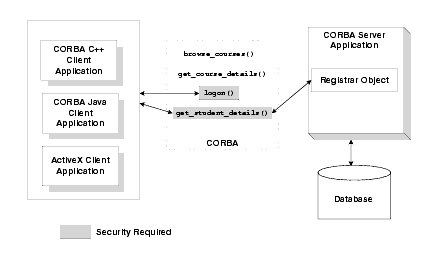 CORBA C++
Client
Application
CORBA Java
Client
Application
ActiveX Client
Application
browse_courses()
get_course_details()
logon()
get_student_details()
CORBA
CORBA Server
Application
Registrar Object
Database
Security Required